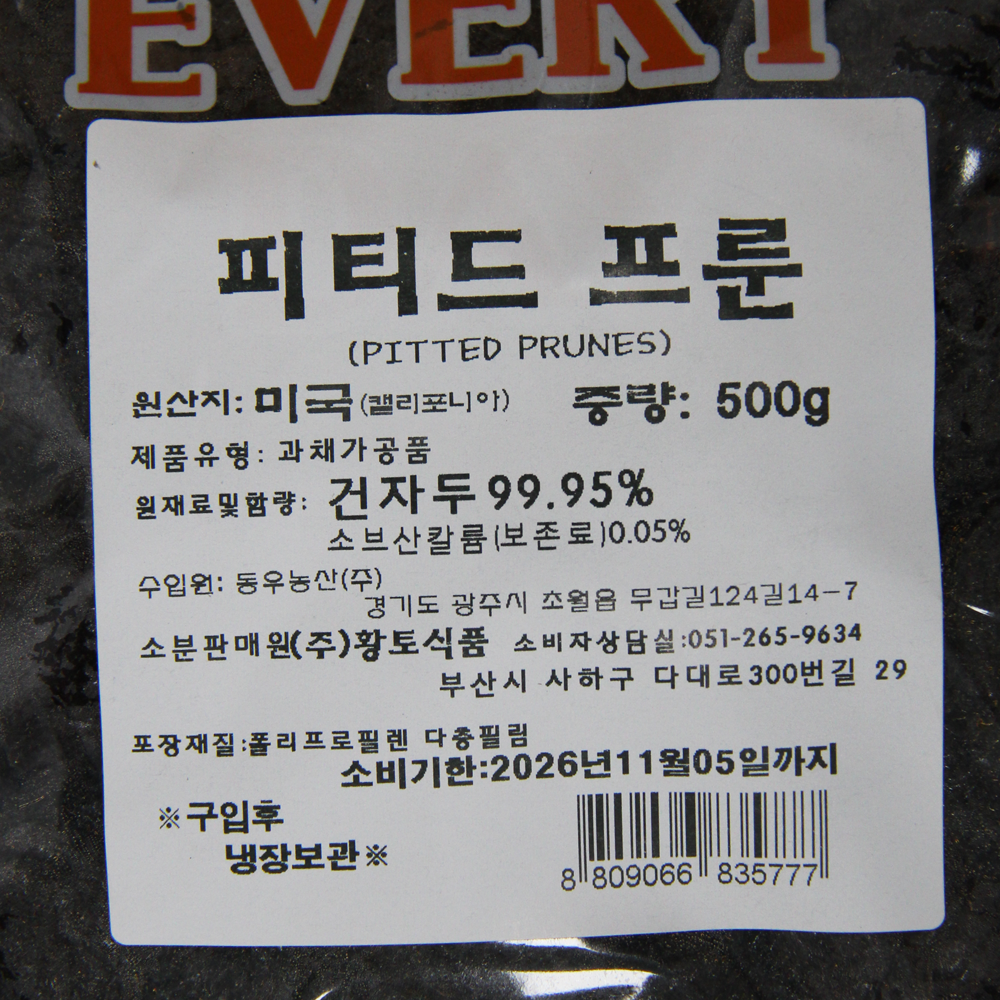 EVERY
피티드 프룬
(PITTED PRUNES)
원산지: 미국(캘리포니아) 중량: 500g
제품유형: 과채가공품
원재료및함량: 건자두 99.95%
소브산칼륨(보존료)0.05%
수입원: 동우농산(주)
경기도 광주시 초월읍 무갑길124길14-7
소분판매원(주)황토식품 소비자상담실:051-265-9634
부산시 사하구 다대로300번길 29
포장재질:폴리프로필렌 다층필림
소비기한:2026년11월05일까지
※구입후
냉장보관※
8 809066 835777